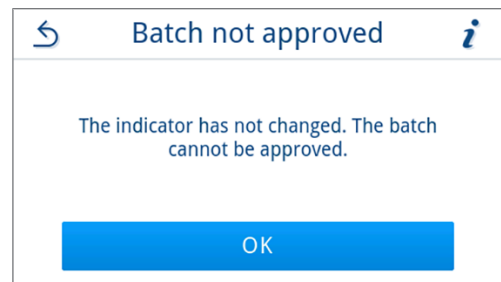 Batch not approved
i
The indicator has not changed. The batch
cannot be approved.
OK